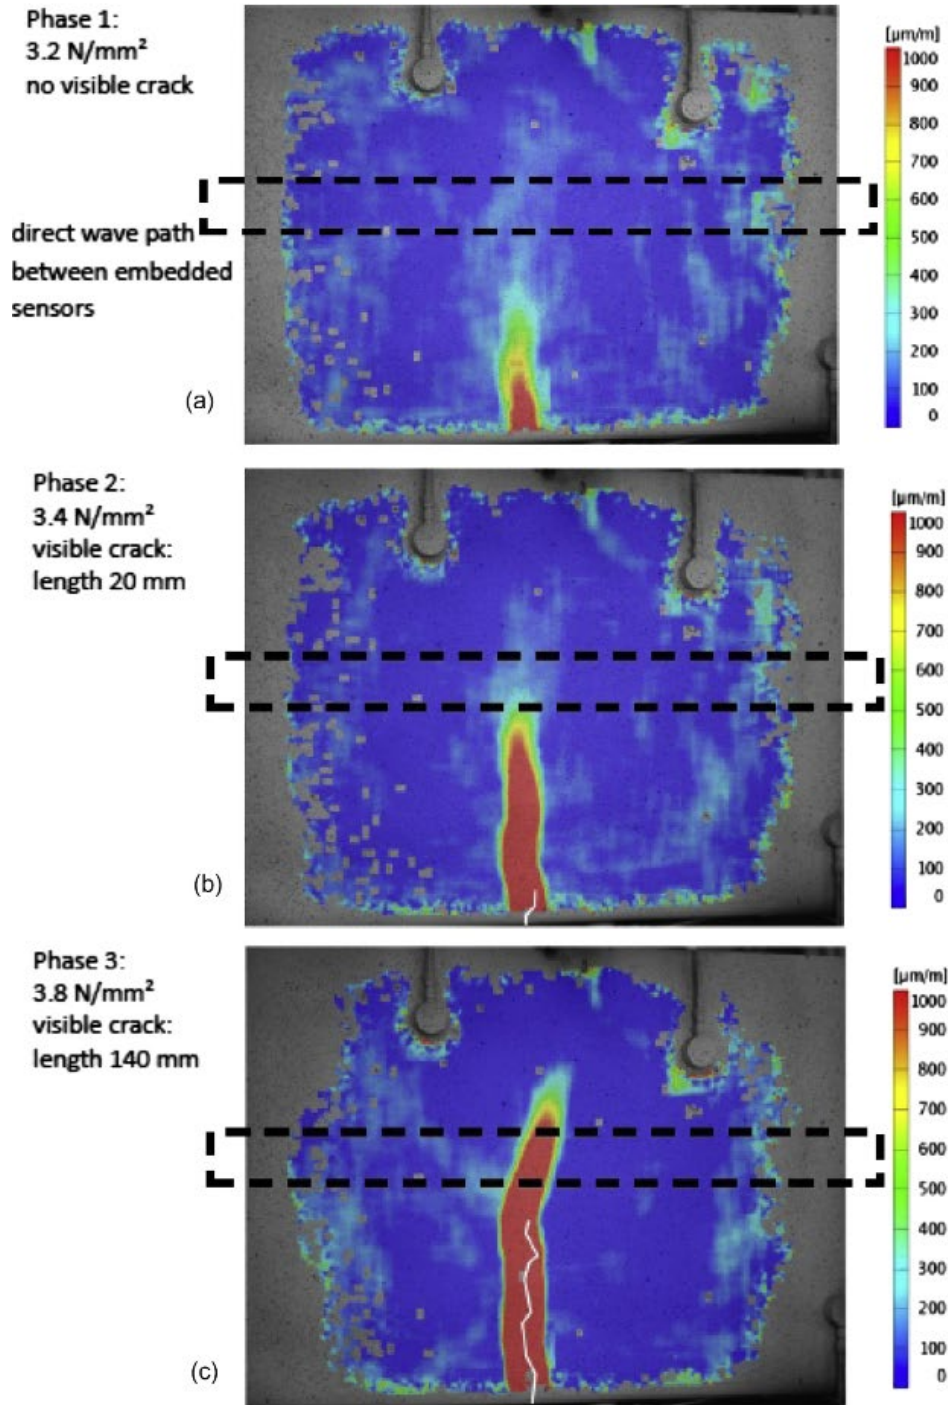 Phase 1:
3.2 N/mm²
no visible crack
direct wave path
between embedded
sensors
(a)
[µm/m]
1000
900
800
700
600
500
400
300
200
100
0
Phase 2:
3.4 N/mm²
visible crack:
length 20 mm
(b)
[µm/m]
1000
900
800
700
600
500
400
300
200
100
0
Phase 3:
3.8 N/mm²
visible crack:
length 140 mm
(c)
[µm/m]
1000
900
800
700
600
500
400
300
200
100
0